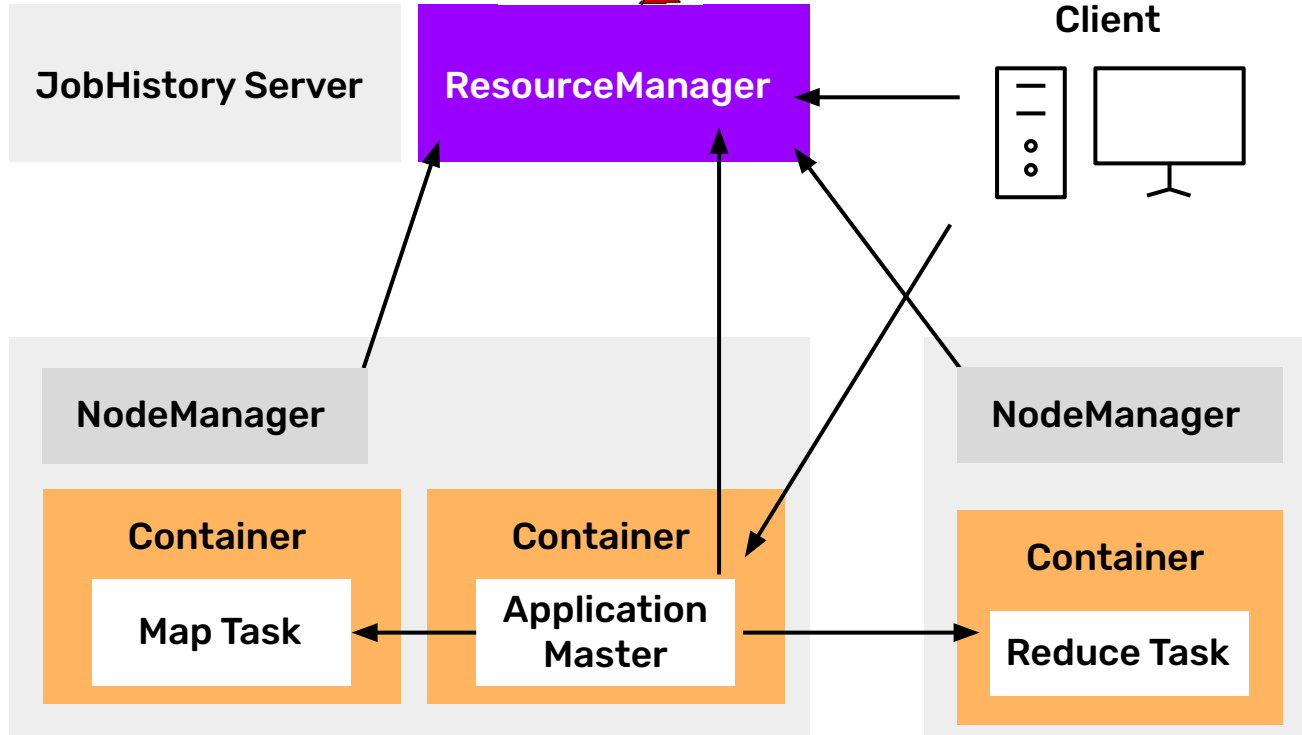 Client
JobHistory Server
ResourceManager
NodeManager
NodeManager
Container
Container
Container
Map Task
Application
Master
Reduce Task